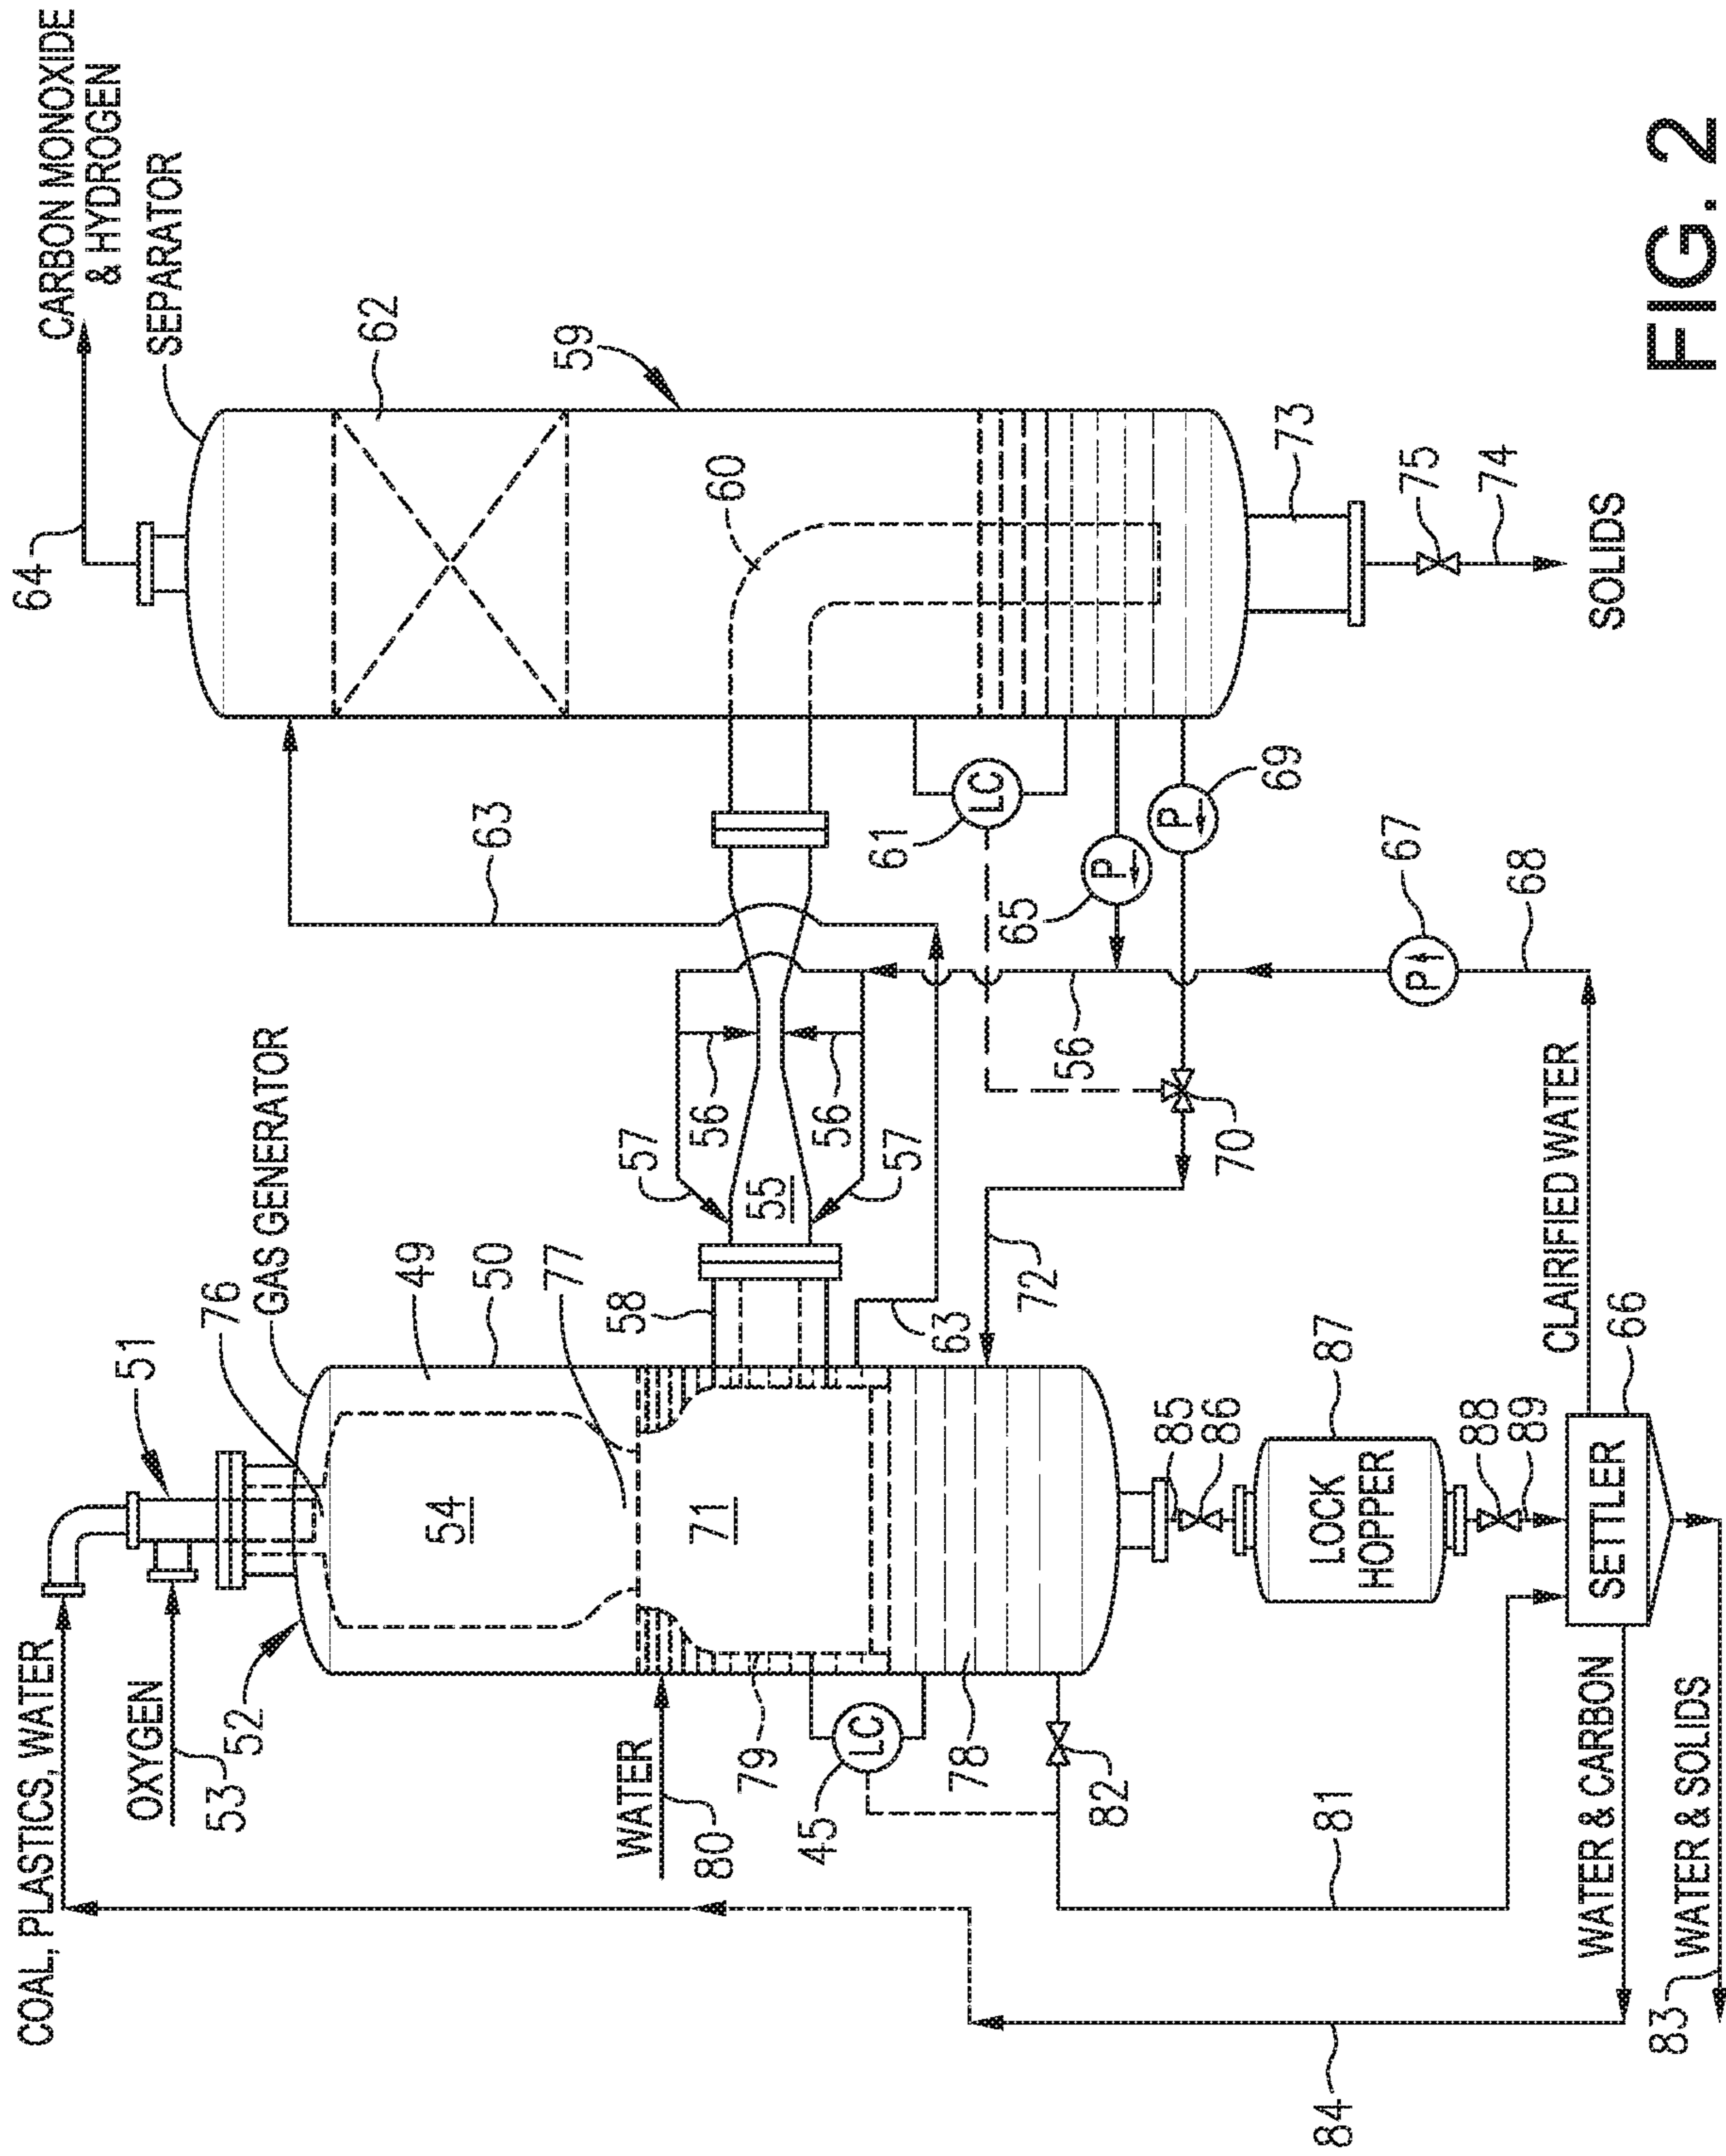 COAL, PLASTICS, WATER
OXYGEN
53
52
51
76
GAS GENERATOR
49
50
54
77
WATER
80
79
71
58
45
LC
78
63
72
82
81
84
85
86
LOCK
HOPPER
87
88
89
SETTLER
66
WATER & CARBON
83
WATER & SOLIDS
CLAIRIFIED WATER
57
56
55
56
57
63
70
56
68
67
P
65
P
69
P
61
LC
60
59
62
64
CARBON MONOXIDE
& HYDROGEN
SEPARATOR
73
75
74
SOLIDS
FIG. 2